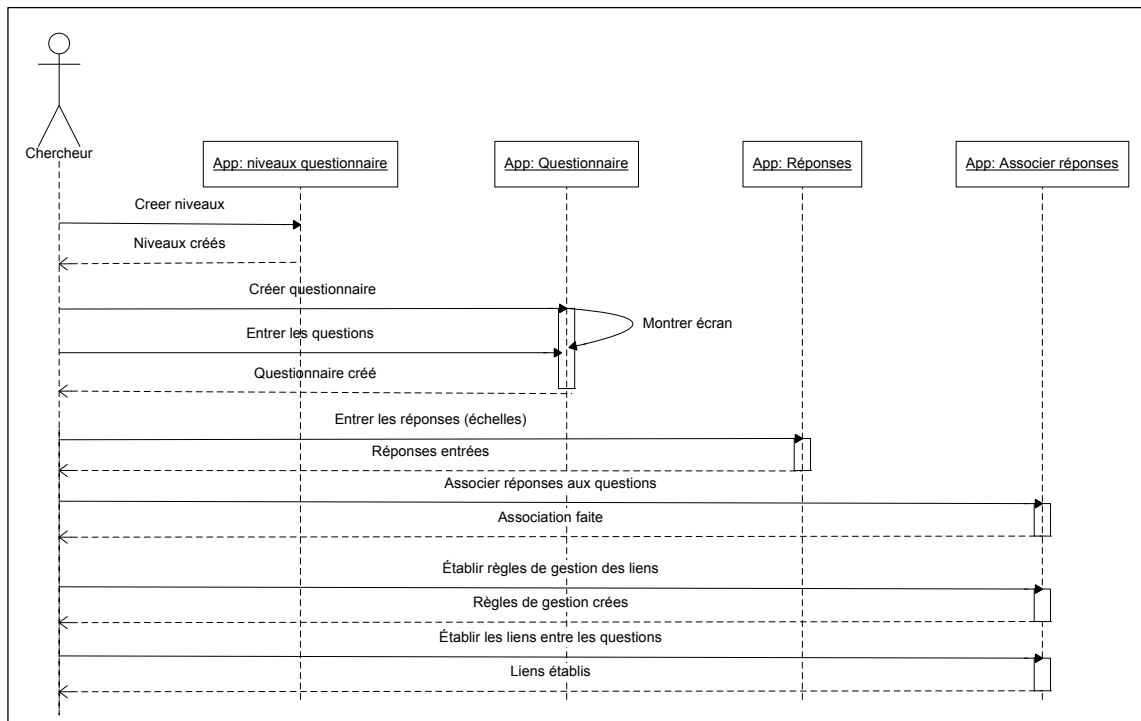 Chercheur
App: niveaux questionnaire
App: Questionnaire
App: Réponses
App: Associer réponses
Creer niveaux
Niveaux créés
Créer questionnaire
Montrer écran
Entrer les questions
Questionnaire créé
Entrer les réponses (échelles)
Réponses entrées
Associer réponses aux questions
Association faite
Établir règles de gestion des liens
Règles de gestion crées
Établir les liens entre les questions
Liens établis